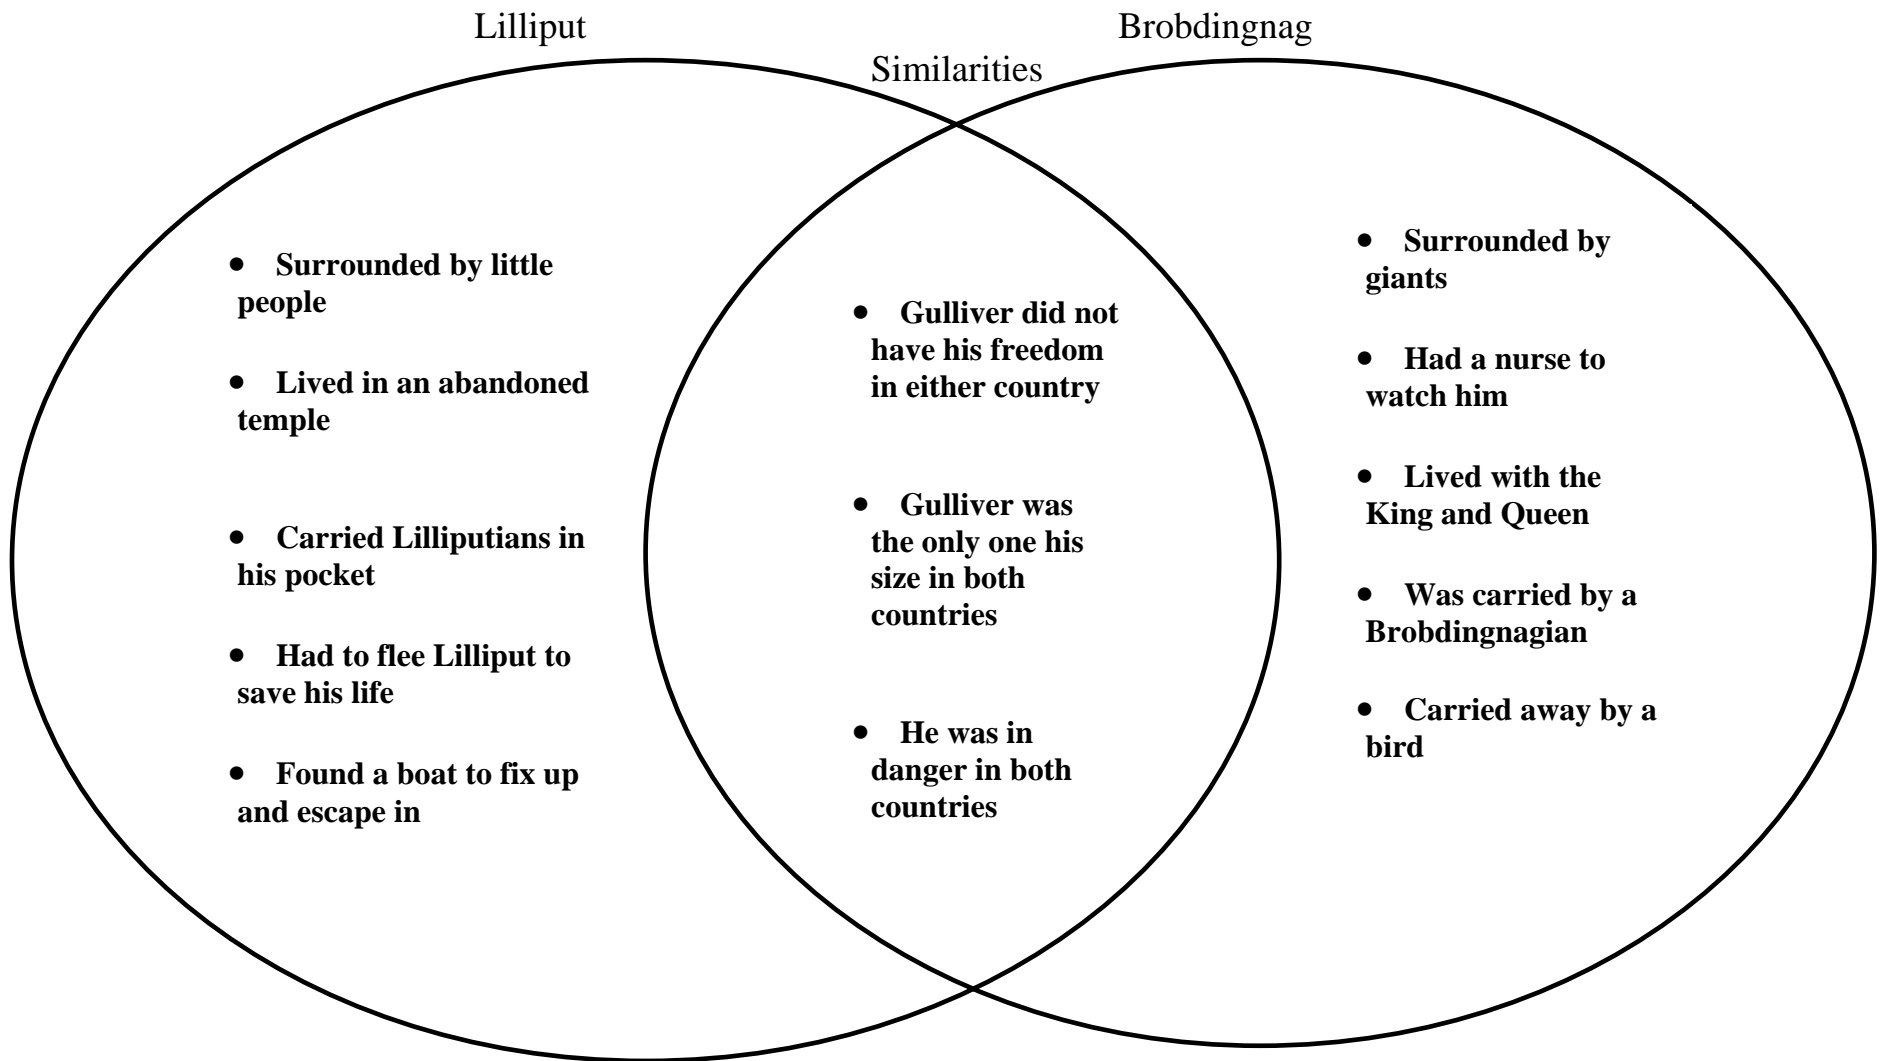 Lilliput
Brobdingnag
Similarities
• Surrounded by little
people
• Lived in an abandoned
temple
• Carried Lilliputians in
his pocket
• Had to flee Lilliput to
save his life
• Found a boat to fix up
and escape in
• Gulliver did not
have his freedom
in either country
• Gulliver was
the only one his
size in both
countries
• He was in
danger in both
countries
• Surrounded by
giants
• Had a nurse to
watch him
• Lived with the
King and Queen
• Was carried by a
Brobdingnagian
• Carried away by a
bird